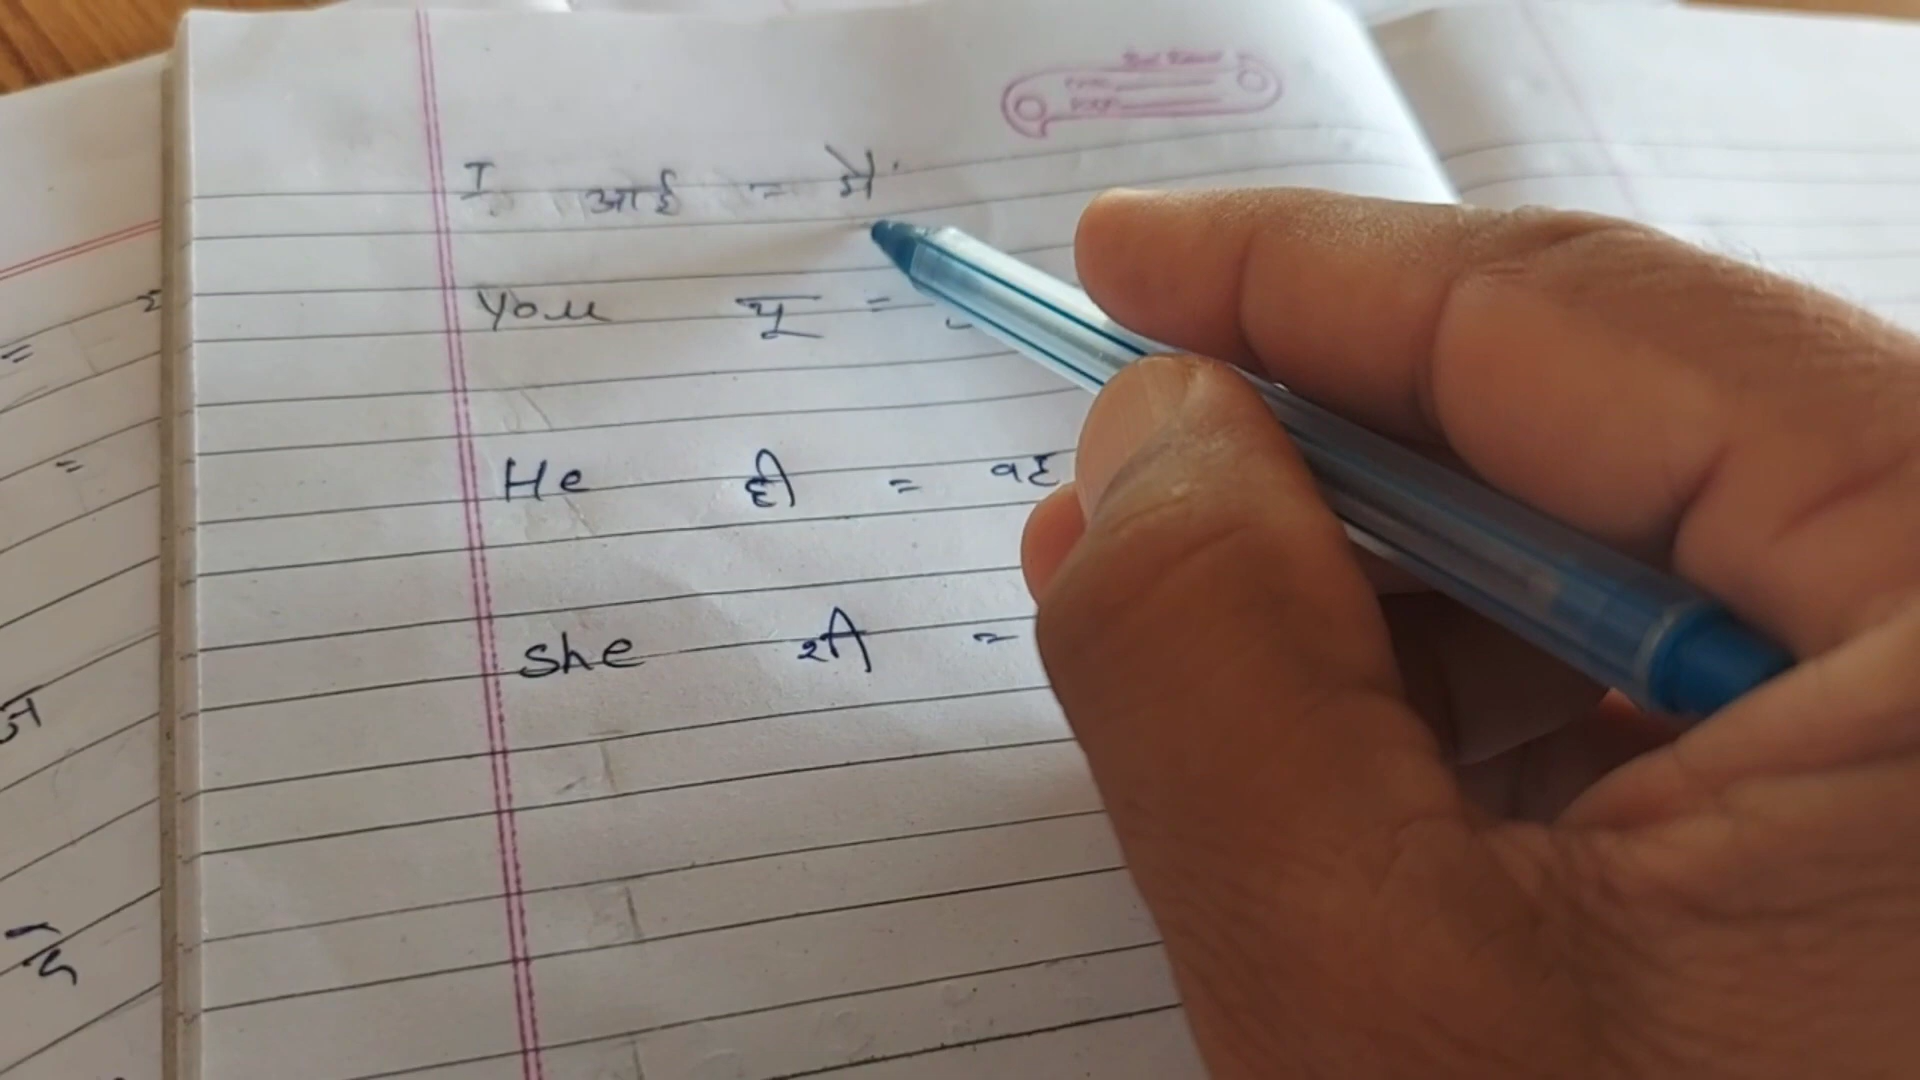 I आई = मैं
You यू =
He ही = वह
She शी =